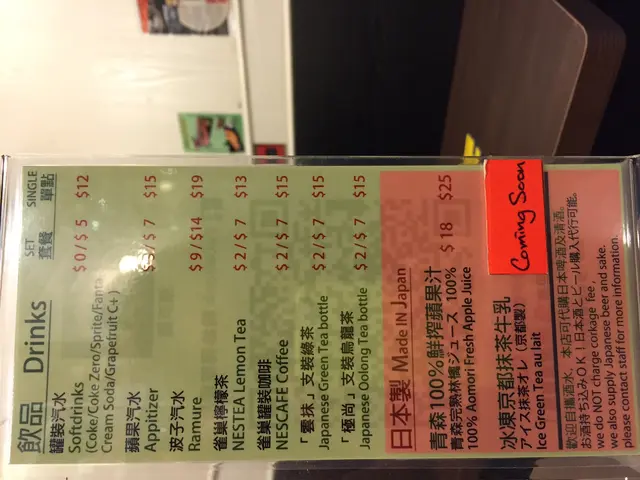 飲品 Drinks
SET
套餐
SINGLE
單點
罐裝汽水 $0/$ 5 $12
Softdrinks
(Coke/Coke Zero/Sprite/Fanta
Cream Soda/Grapefruit C+ )
蘋果汽水 / $ 7 $15
Appitizer
波子汽水 $9/$14 $19
Ramure
雀巢檸檬茶 $2/$ 7 $13
NESTEA Lemon Tea
雀巢罐裝咖啡 $2/$ 7 $15
NESCAFE Coffee
「雲抹」支裝綠茶 $2/$ 7 $15
Japanese Green Tea bottle
「極尚」支裝烏龍茶 $2/$ 7 $15
Japanese Oolong Tea bottle
日本製 Made IN Japan
青森100%鮮搾蘋果汁 $ 18 $25
青森完熟林檎ジュース 100%
100% Aomori Fresh Apple Juice
冰凍京都抹茶牛乳 Coming Soon
アイス抹茶オレ（京都製）
Ice Green Tea au lait
歡迎自攜酒水，本店可代購日本啤酒及清酒。
お酒持ち込みＯＫ！日本酒とビール購入代行可能。
we do NOT charge corkage fee ,
we also supply Japanese beer and sake.
please contact staff for more information.